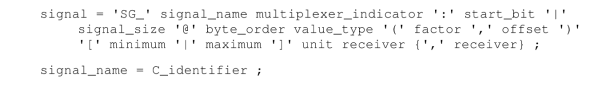 signal = 'SG_' signal_name multiplexer_indicator ':' start_bit '|'
signal_size '@' byte_order value_type '(' factor ',' offset ')'
'[' minimum '|' maximum ']' unit receiver {',' receiver} ;
signal_name = C_identifier ;